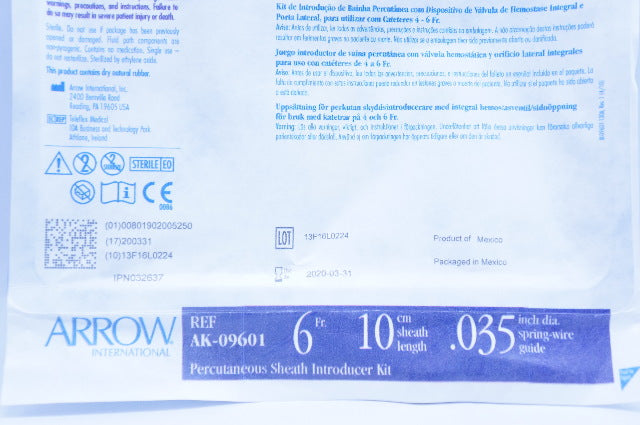 warnings, precautions, and instructions. Failure to
do so may result in severe patient injury or death.
Sterile. Do not use if package has been previously
opened or damaged. Fluid path components are
non-pyrogenic. Contains no medication. Single use –
do not resterilize. Sterilized by ethylene oxide.
This product contains dry natural rubber.
Arrow International, Inc.
2400 Bernville Road
Reading, PA 19605 USA
EC REP Teleflex Medical
IDA Business and Technology Park
Athlone, Ireland
STERILE EO
CE
0086
(01)00801902005250
(17)200331
(10)13F16L0224
1PN032637
Kit de Introdução de Bainha Percutânea com Dispositivo de Válvula de Hemostase Integral e
Porta Lateral, para utilizar com Cateteres 4 - 6 Fr.
Juego introductor de vaina percutánea con válvula hemostática y orificio lateral integrales
para uso con catéteres de 4 a 6 Fr.
Uppsättning för perkutan skyddsintroducerare med integral hemostasventil/sidoöppning
för bruk med katetrar på 4 och 6 Fr.
LOT 13F16L0224
2020-03-31
Product of Mexico
Packaged in Mexico
ARROW
INTERNATIONAL
REF
AK-09601
6 Fr.
10 cm sheath length
.035 inch dia. spring-wire guide
Percutaneous Sheath Introducer Kit